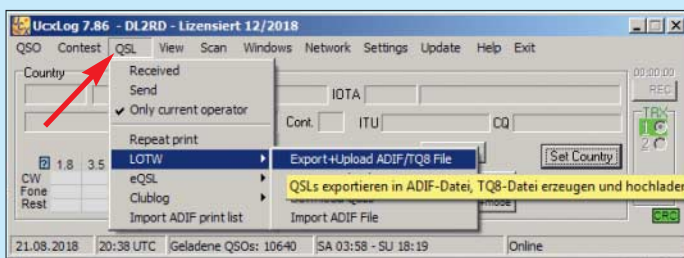 UcxLog 7.86 - DL2RD - Lizensiert 12/2018
QSO Contest QSL View Scan Windows Network Settings Update Help Exit
Country
Received
Send
Only current operator
Repeat print
LOTW
eQSL
Clublog
Import ADIF print list
IOTA
Cont. ITU CQ
00:00:00
REC
TRX
1
2
Export+Upload ADIF/TQ8 File
Set Country
QSLs exportieren in ADIF-Datei, TQ8-Datei erzeugen und hochladen
Import ADIF File
? 1.8 3.5
CW
Fone
Rest
CRC
21.08.2018 20:38 UTC Geladene QSOs: 10640 SA 03:58 - SU 18:19 Online